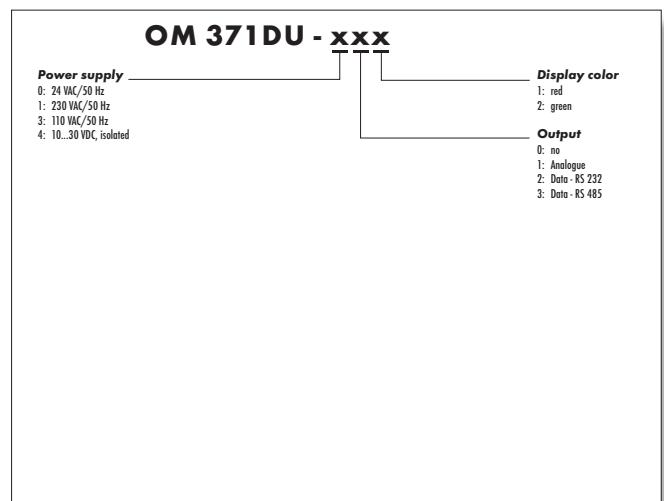 OM 371DU - xxx
Power supply
0: 24 VAC/50 Hz
1: 230 VAC/50 Hz
3: 110 VAC/50 Hz
4: 10...30 VDC, isolated
Display color
1: red
2: green
Output
0: no
1: Analogue
2: Data - RS 232
3: Data - RS 485